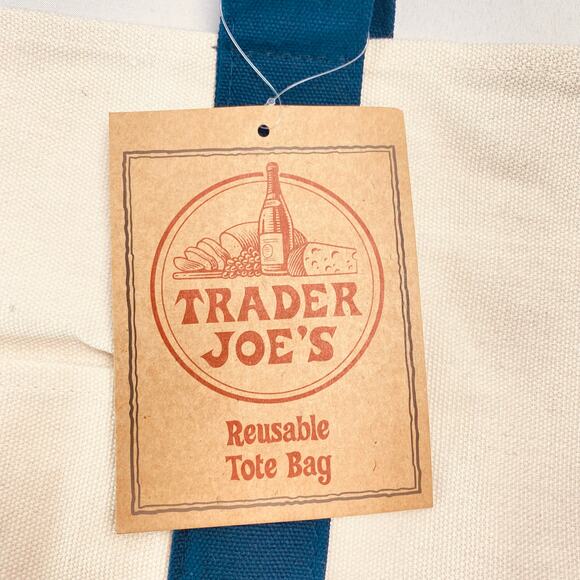 TRADER
JOE'S
Reusable
Tote Bag